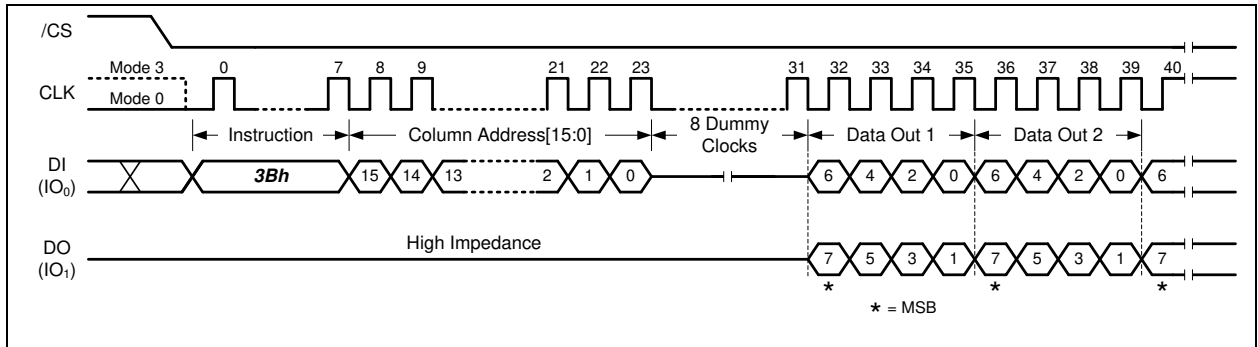 /CS
Mode 3 0 7 8 9 21 22 23 31 32 33 34 35 36 37 38 39 40
CLK
Mode 0
Instruction Column Address[15:0] 8 Dummy Clocks Data Out 1 Data Out 2
DI
(IO₀)
3Bh 15 14 13 2 1 0 6 4 2 0 6 4 2 0 6
High Impedance
DO
(IO₁)
7 5 3 1 7 5 3 1 7
* * *
* = MSB